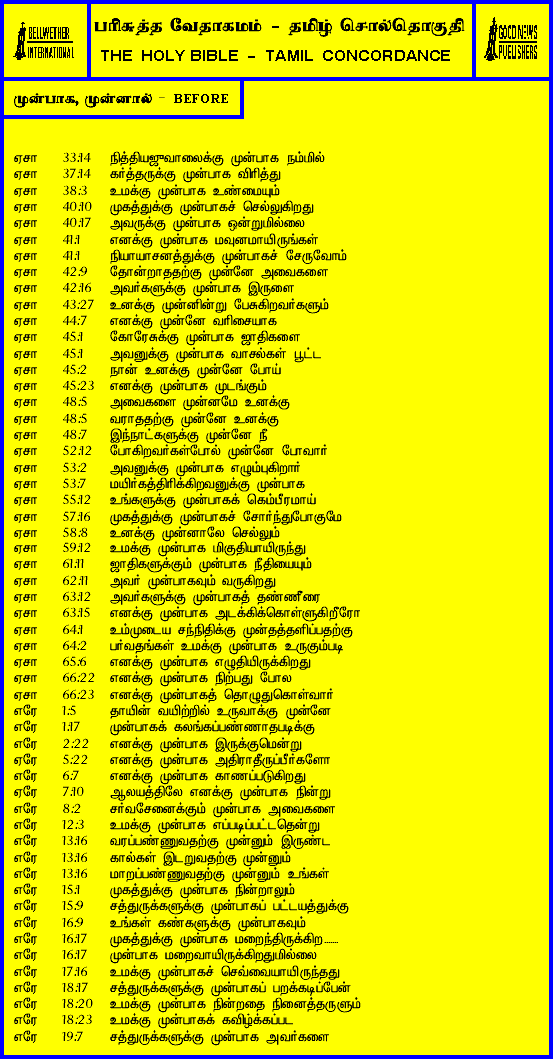 BELLWETHER
INTERNATIONAL
பரிசுத்த வேதாகமம் - தமிழ் சொல்தொகுதி
THE HOLY BIBLE - TAMIL CONCORDANCE
GOOD NEWS
PUBLISHERS
முன்பாக, முன்னால் - BEFORE
ஏசா 33:14 நித்தியஜுவாலைக்கு முன்பாக நம்மில்
ஏசா 37:14 கர்த்தருக்கு முன்பாக விரித்து
ஏசா 38:3 உமக்கு முன்பாக உண்மையும்
ஏசா 40:10 முகத்துக்கு முன்பாகச் செல்லுகிறது
ஏசா 40:17 அவருக்கு முன்பாக ஒன்றுமில்லை
ஏசா 41:1 எனக்கு முன்பாக மவுனமாயிருங்கள்
ஏசா 41:1 நியாயாசனத்துக்கு முன்பாகச் சேருவோம்
ஏசா 42:9 தோன்றாததற்கு முன்னே அவைகளை
ஏசா 42:16 அவர்களுக்கு முன்பாக இருளை
ஏசா 43:27 உனக்கு முன்னின்று பேசுகிறவர்களும்
ஏசா 44:7 எனக்கு முன்னே வரிசையாக
ஏசா 45:1 கோரேசுக்கு முன்பாக ஜாதிகளை
ஏசா 45:1 அவனுக்கு முன்பாக வாசல்கள் பூட்ட
ஏசா 45:2 நான் உனக்கு முன்னே போய்
ஏசா 45:23 எனக்கு முன்பாக முடங்கும்
ஏசா 48:5 அவைகளை முன்னமே உனக்கு
ஏசா 48:5 வராததற்கு முன்னே உனக்கு
ஏசா 48:7 இந்நாட்களுக்கு முன்னே நீ
ஏசா 52:12 போகிறவர்கள்போல் முன்னே போவார்
ஏசா 53:2 அவனுக்கு முன்பாக எழும்புகிறார்
ஏசா 53:7 மயிர்கத்திரிக்கிறவனுக்கு முன்பாக
ஏசா 55:12 உங்களுக்கு முன்பாகக் கெம்பீரமாய்
ஏசா 57:16 முகத்துக்கு முன்பாகச் சோர்ந்துபோகுமே
ஏசா 58:8 உனக்கு முன்னாலே செல்லும்
ஏசா 59:12 உமக்கு முன்பாக மிகுதியாயிருந்து
ஏசா 61:11 ஜாதிகளுக்கும் முன்பாக நீதியையும்
ஏசா 62:11 அவர் முன்பாகவும் வருகிறது
ஏசா 63:12 அவர்களுக்கு முன்பாகத் தண்ணீரை
ஏசா 63:15 எனக்கு முன்பாக அடக்கிக்கொள்ளுகிறீரோ
ஏசா 64:1 உம்முடைய சந்நிதிக்கு முன்தத்தளிப்பதற்கு
ஏசா 64:2 பர்வதங்கள் உமக்கு முன்பாக உருகும்படி
ஏசா 65:6 எனக்கு முன்பாக எழுதியிருக்கிறது
ஏசா 66:22 எனக்கு முன்பாக நிற்பது போல
ஏசா 66:23 எனக்கு முன்பாகத் தொழுதுகொள்வார்
எரே 1:5 தாயின் வயிற்றில் உருவாக்கு முன்னே
எரே 1:17 முன்பாகக் கலங்கப்பண்ணாதபடிக்கு
எரே 2:22 எனக்கு முன்பாக இருக்குமென்று
எரே 5:22 எனக்கு முன்பாக அதிராதீருப்பீர்களோ
எரே 6:7 எனக்கு முன்பாக காணப்படுகிறது
ஏரே 7:10 ஆலயத்திலே எனக்கு முன்பாக நின்று
எரே 8:2 சர்வசேனைக்கும் முன்பாக அவைகளை
எரே 12:3 உமக்கு முன்பாக எப்படிப்பட்டதென்று
எரே 13:16 வரப்பண்ணுவதற்கு முன்னும் இருண்ட
எரே 13:16 கால்கள் இடறுவதற்கு முன்னும்
எரே 13:16 மாறப்பண்ணுவதற்கு முன்னும் உங்கள்
எரே 15:1 முகத்துக்கு முன்பாக நின்றாலும்
எரே 15:9 சத்துருக்களுக்கு முன்பாகப் பட்டயத்துக்கு
எரே 16:9 உங்கள் கண்களுக்கு முன்பாகவும்
எரே 16:17 முகத்துக்கு முன்பாக மறைந்திருக்கிற......
எரே 16:17 முன்பாக மறைவாயிருக்கிறதுமில்லை
எரே 17:16 உமக்கு முன்பாகச் செவ்வையாயிருந்தது
எரே 18:17 சத்துருக்களுக்கு முன்பாகப் பறக்கடிப்பேன்
எரே 18:20 உமக்கு முன்பாக நின்றதை நினைத்தருளும்
எரே 18:23 உமக்கு முன்பாகக் கவிழ்க்கப்பட
எரே 19:7 சத்துருக்களுக்கு முன்பாக அவர்களை